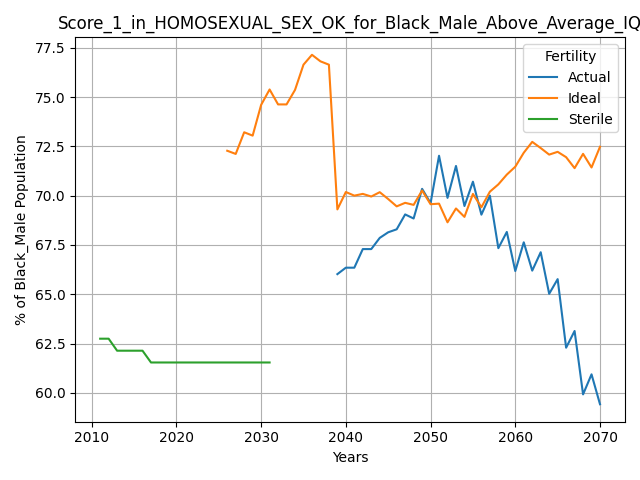 Score_1_in_HOMOSEXUAL_SEX_OK_for_Black_Male_Above_Average_IQ
Fertility
Actual
Ideal
Sterile
% of Black_Male Population
77.5
75.0
72.5
70.0
67.5
65.0
62.5
60.0
2010
2020
2030
2040
2050
2060
2070
Years